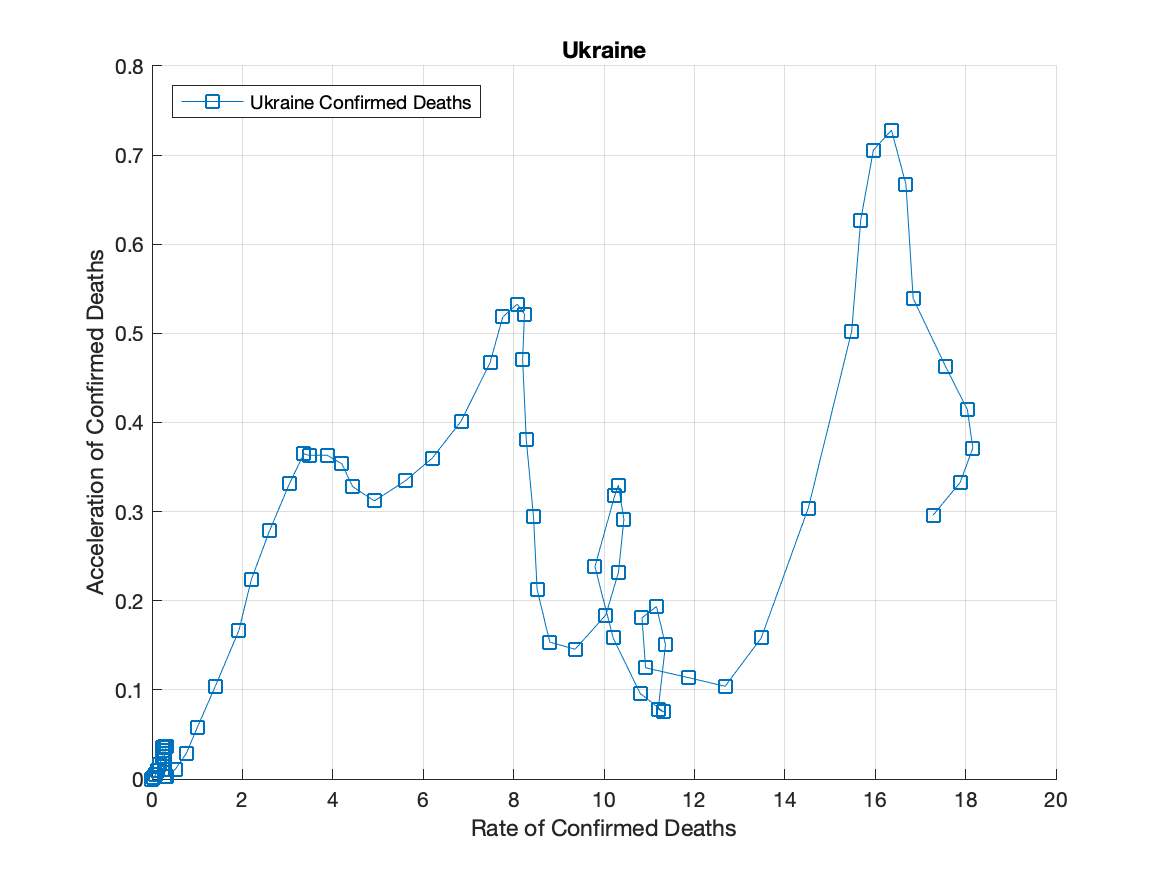 Ukraine
Ukraine Confirmed Deaths
Acceleration of Confirmed Deaths
0.8
0.7
0.6
0.5
0.4
0.3
0.2
0.1
0
0 2 4 6 8 10 12 14 16 18 20
Rate of Confirmed Deaths